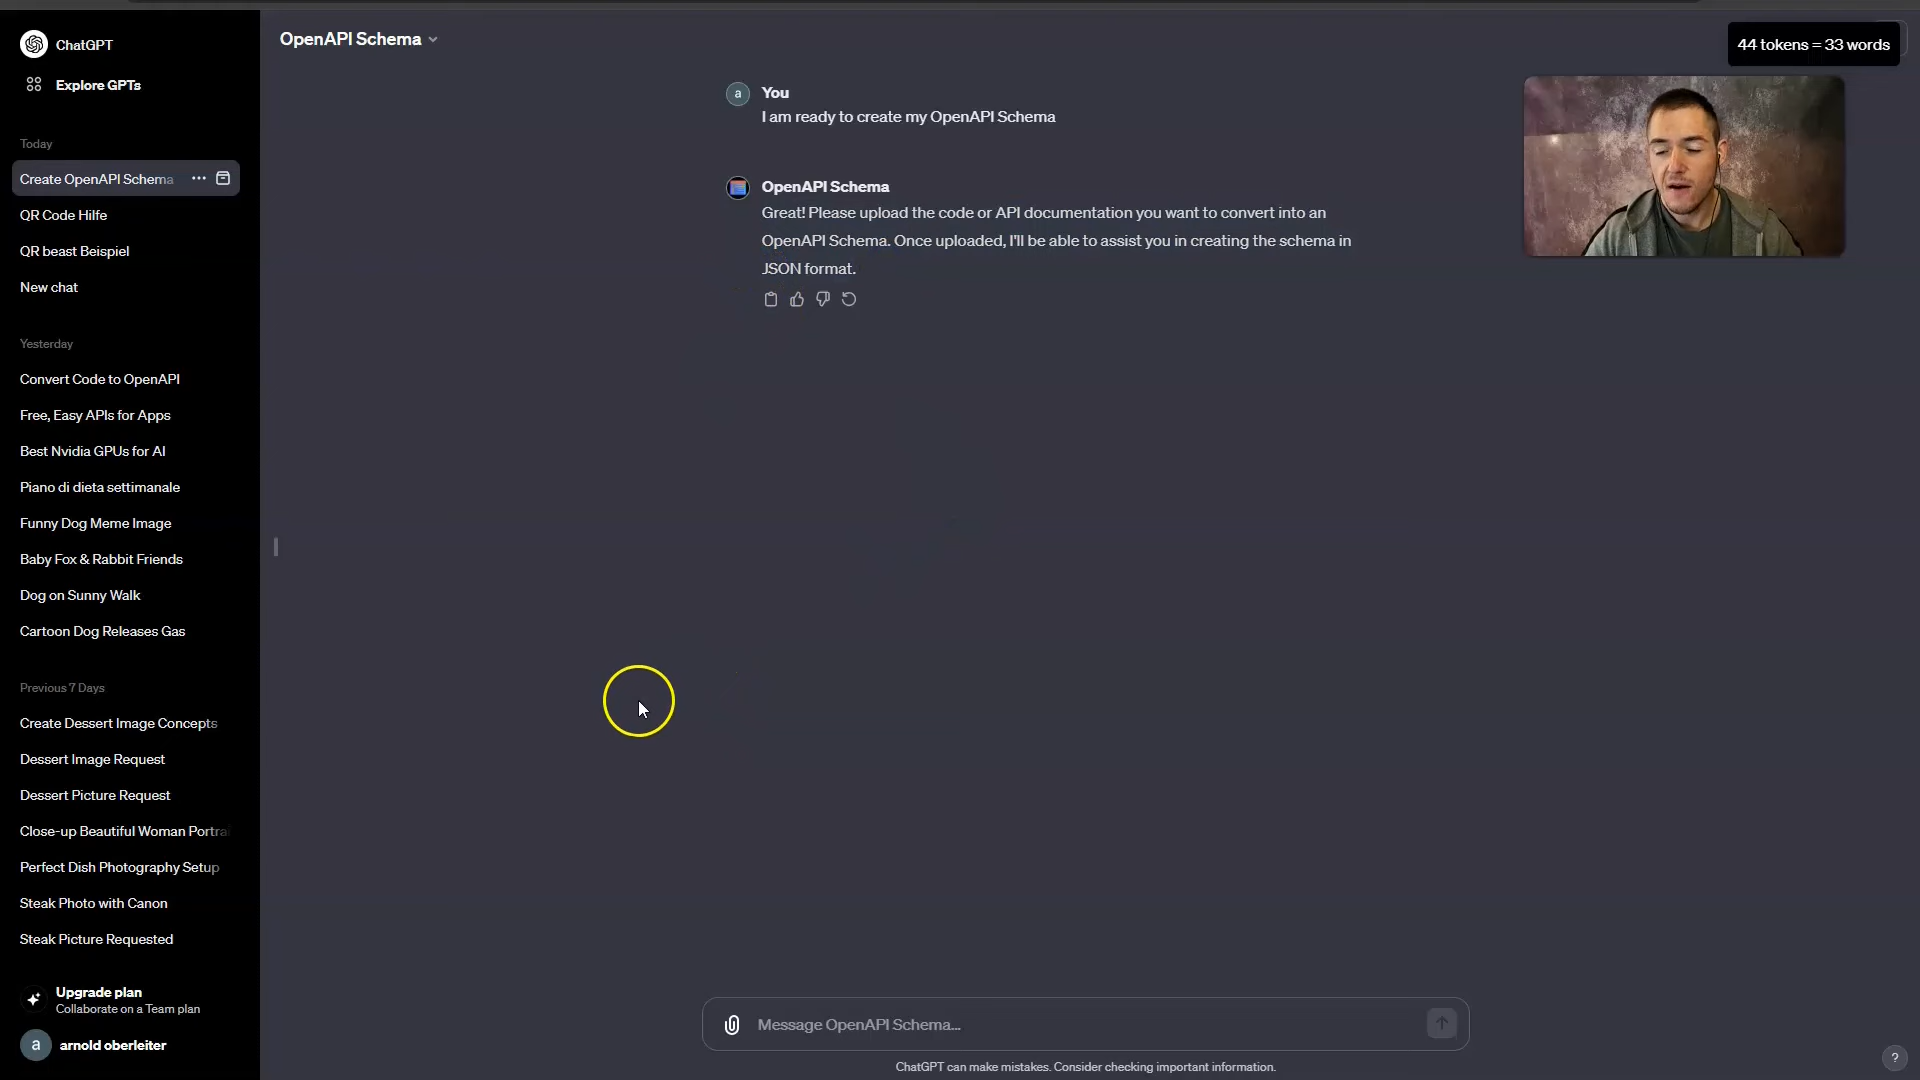 ChatGPT
Explore GPTs
Today
Create OpenAPI Schema
QR Code Hilfe
QR beast Beispiel
New chat
Yesterday
Convert Code to OpenAPI
Free, Easy APIs for Apps
Best Nvidia GPUs for AI
Piano di dieta settimanale
Funny Dog Meme Image
Baby Fox & Rabbit Friends
Dog on Sunny Walk
Cartoon Dog Releases Gas
Previous 7 Days
Create Dessert Image Concepts
Dessert Image Request
Dessert Picture Request
Close-up Beautiful Woman Portrai
Perfect Dish Photography Setup
Steak Photo with Canon
Steak Picture Requested
Upgrade plan
Collaborate on a Team plan
a
arnold oberleiter
OpenAPI Schema
44 tokens = 33 words
a
You
I am ready to create my OpenAPI Schema
OpenAPI Schema
Great! Please upload the code or API documentation you want to convert into an
OpenAPI Schema. Once uploaded, I'll be able to assist you in creating the schema in
JSON format.
Message OpenAPI Schema...
ChatGPT can make mistakes. Consider checking important information.
?